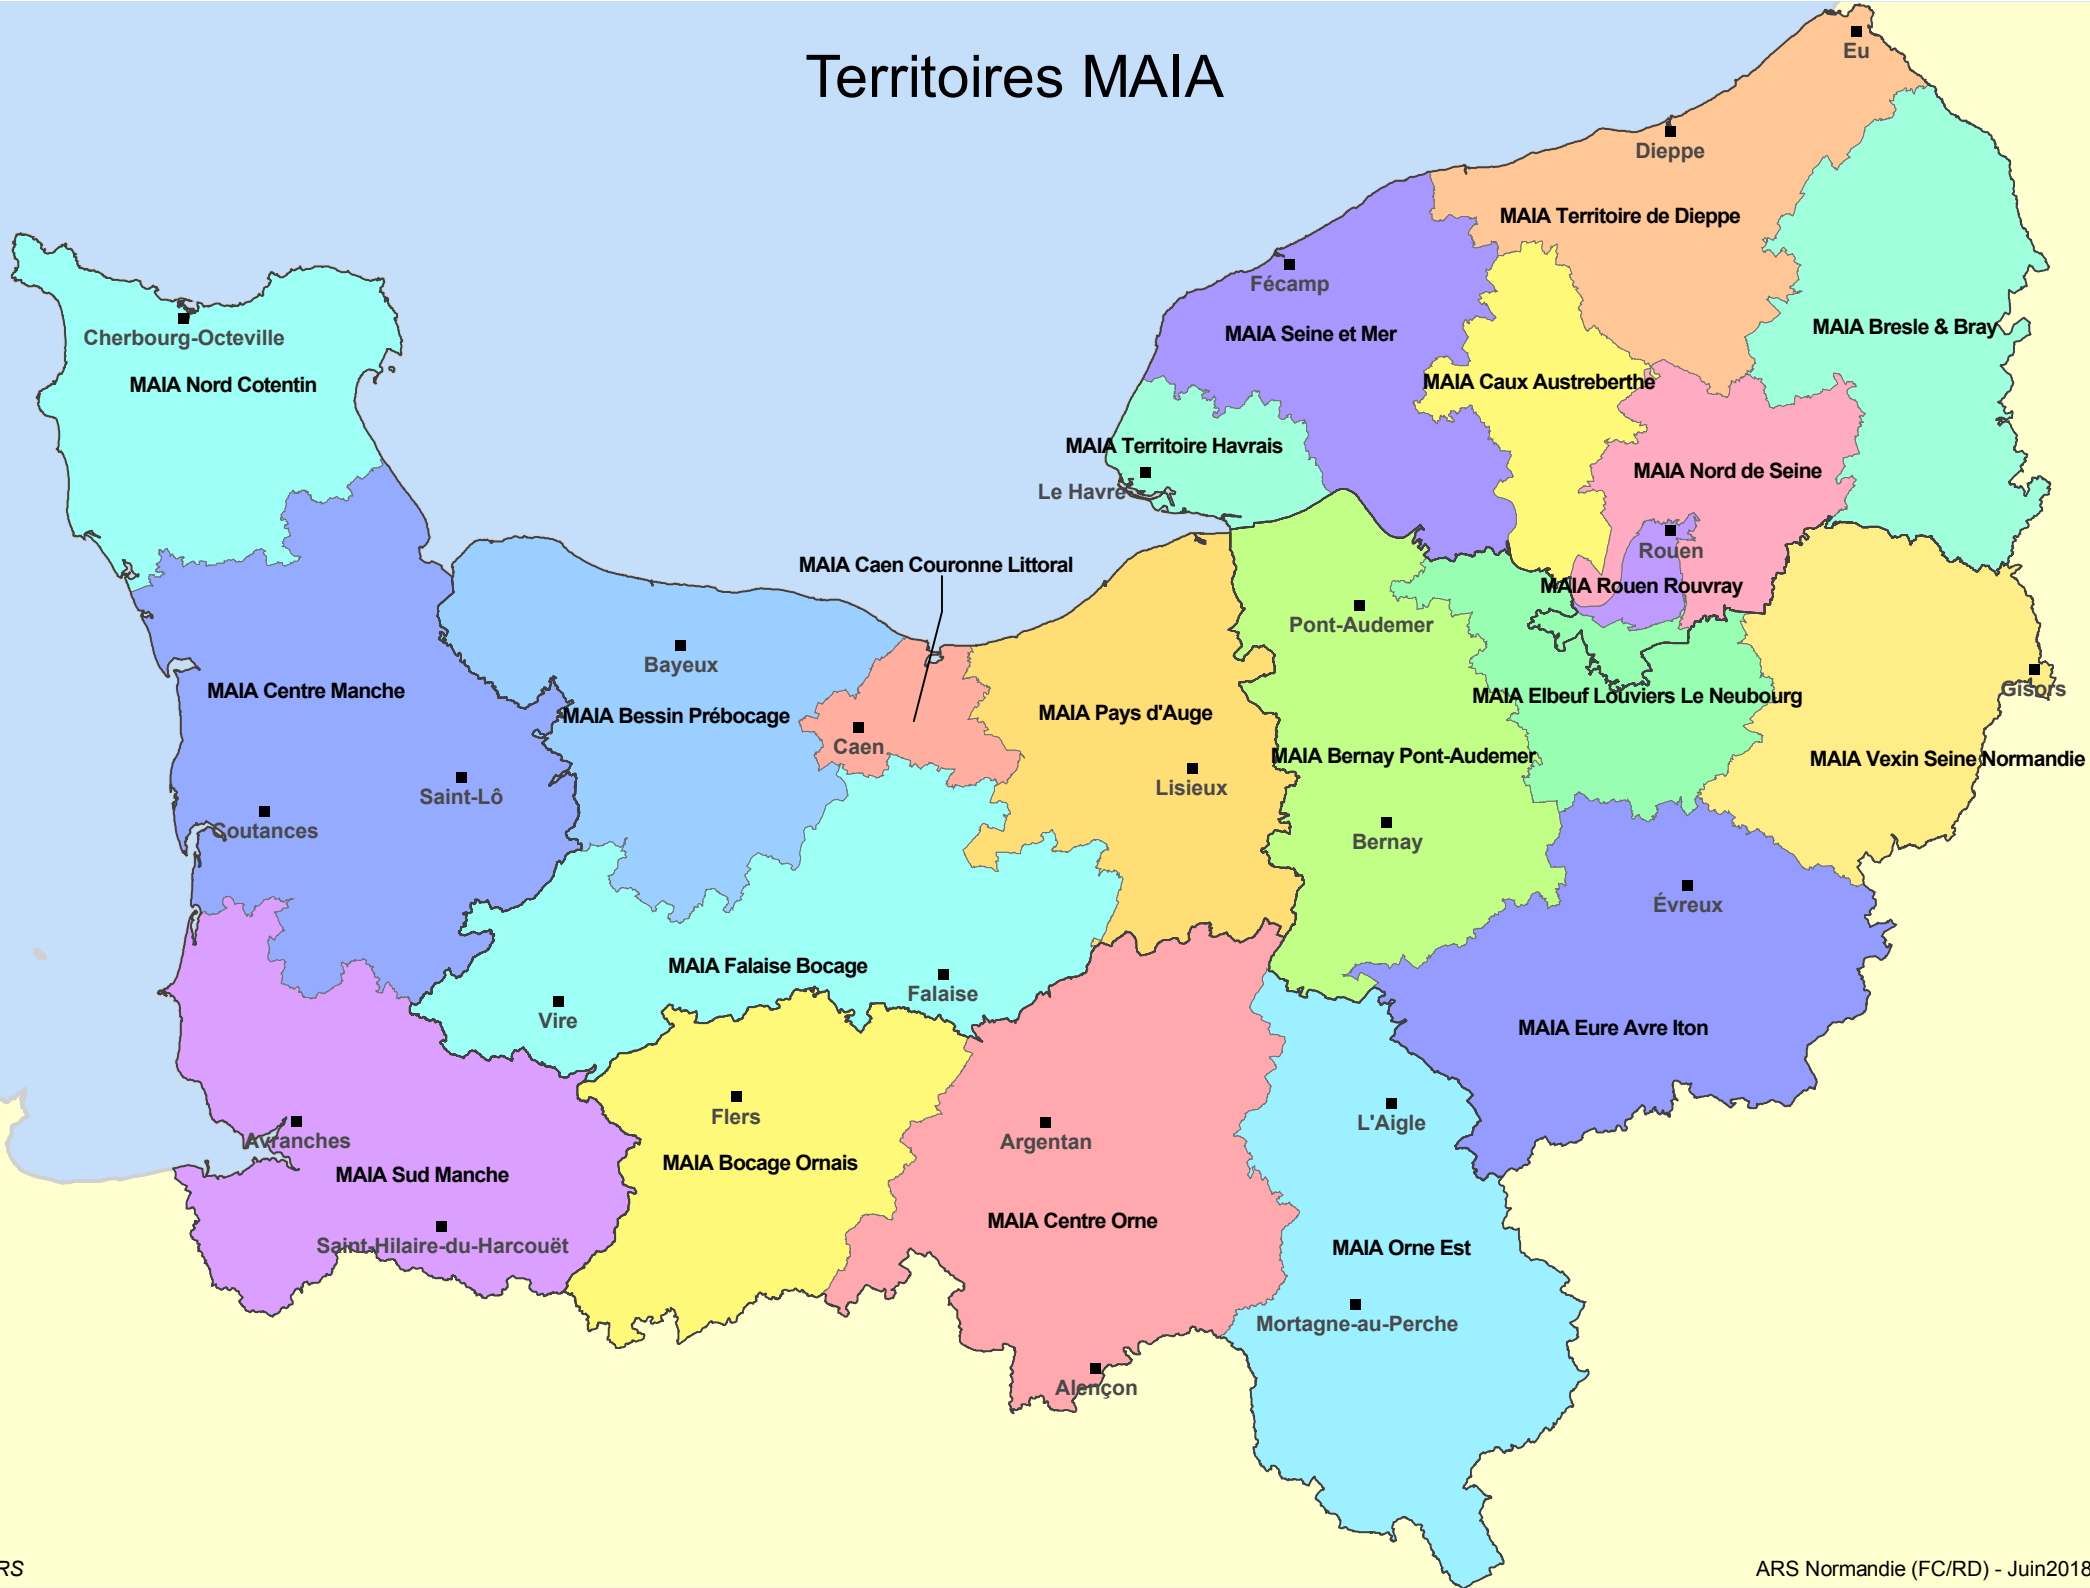 Territoires MAIA
Eu
Dieppe
MAIA Territoire de Dieppe
Fécamp
MAIA Bresle & Bray
MAIA Seine et Mer
Cherbourg-Octeville
MAIA Caux Austreberthe
MAIA Nord Cotentin
MAIA Territoire Havrais
MAIA Nord de Seine
Le Havre
Rouen
MAIA Caen Couronne Littoral
MAIA Rouen Rouvray
Pont-Audemer
Bayeux
Gisors
MAIA Centre Manche
MAIA Elbeuf Louviers Le Neubourg
MAIA Bessin Prébocage
MAIA Pays d'Auge
Caen
MAIA Bernay Pont-Audemer
MAIA Vexin Seine Normandie
Lisieux
Saint-Lô
Coutances
Bernay
Évreux
MAIA Falaise Bocage
Falaise
Vire
MAIA Eure Avre Iton
Flers
L'Aigle
Avranches
Argentan
MAIA Bocage Ornais
MAIA Sud Manche
MAIA Centre Orne
Saint-Hilaire-du-Harcouët
MAIA Orne Est
Mortagne-au-Perche
Alençon
RS
ARS Normandie (FC/RD) - Juin2018